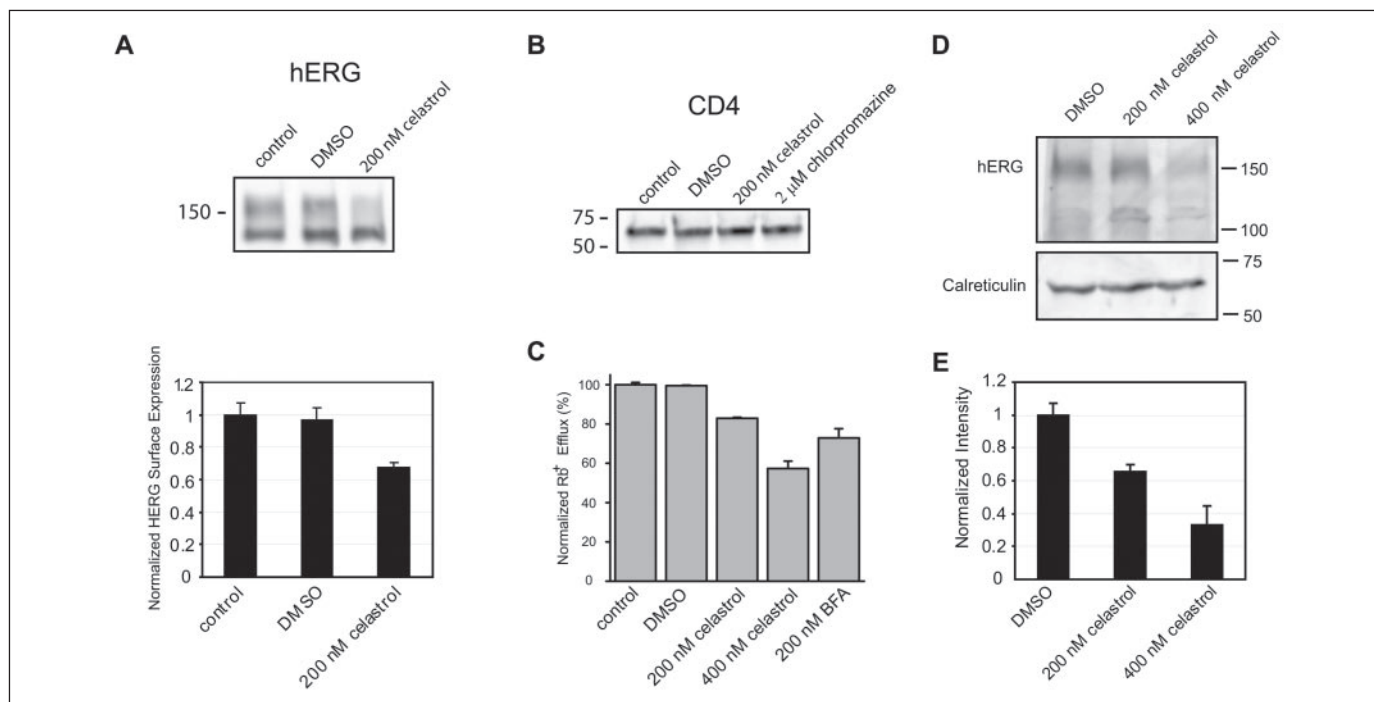 A
hERG
control
DMSO
200 nM celastrol
150 -
Normalized HERG Surface Expression
1.2
1
0.8
0.6
0.4
0.2
0
control
DMSO
200 nM celastrol
B
CD4
control
DMSO
200 nM celastrol
2 μM chlorpromazine
75 -
50 -
C
Normalized Rb+ Efflux (%)
100
80
60
40
20
0
control
DMSO
200 nM celastrol
400 nM celastrol
200 nM BFA
D
DMSO
200 nM celastrol
400 nM celastrol
hERG
150
100
Calreticulin
75
50
E
Normalized Intensity
1.2
1
0.8
0.6
0.4
0.2
0
DMSO
200 nM celastrol
400 nM celastrol